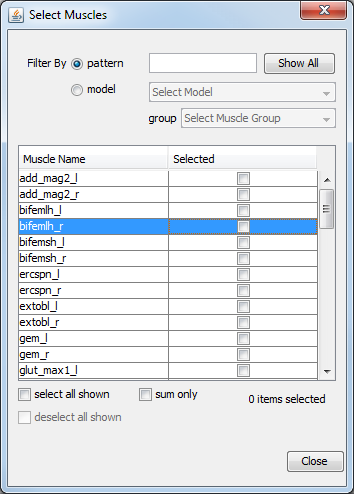 Select Muscles
Filter By pattern Show All
model Select Model
group Select Muscle Group
Muscle Name Selected
add_mag2_l
add_mag2_r
bifemlh_l
bifemlh_r
bifemsh_l
bifemsh_r
ercspn_l
ercspn_r
extobl_l
extobl_r
gem_l
gem_r
glut_max1_l
select all shown sum only 0 items selected
deselect all shown
Close